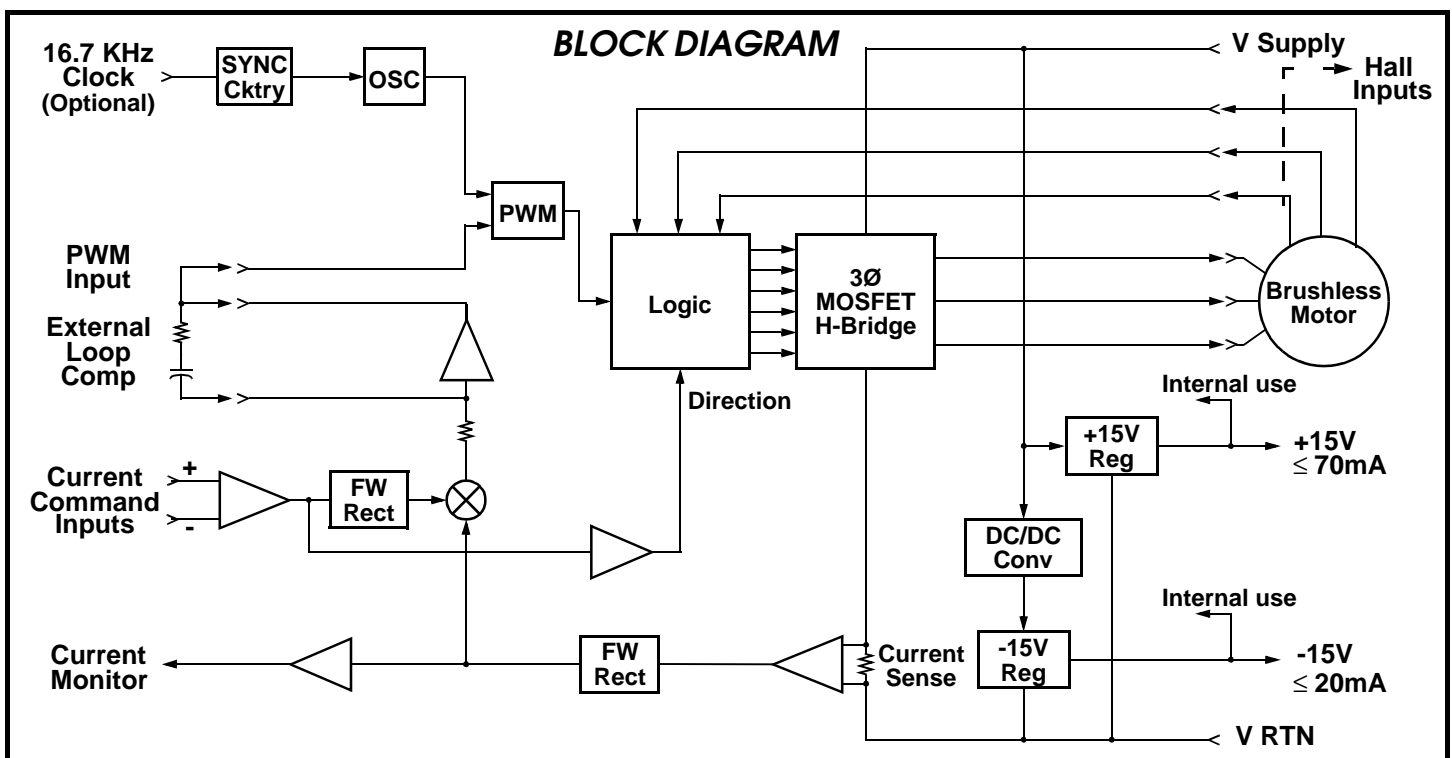 BLOCK DIAGRAM
16.7 KHz
Clock
(Optional)
SYNC
Cktry
OSC
V Supply
Hall
Inputs
PWM
PWM
Input
External
Loop
Comp
Logic
3Ø
MOSFET
H-Bridge
Brushless
Motor
Direction
Internal use
+15V
Reg
+15V
≤ 70mA
Current
Command
Inputs
+
-
FW
Rect
DC/DC
Conv
Internal use
Current
Monitor
FW
Rect
Current
Sense
-15V
Reg
-15V
≤ 20mA
V RTN